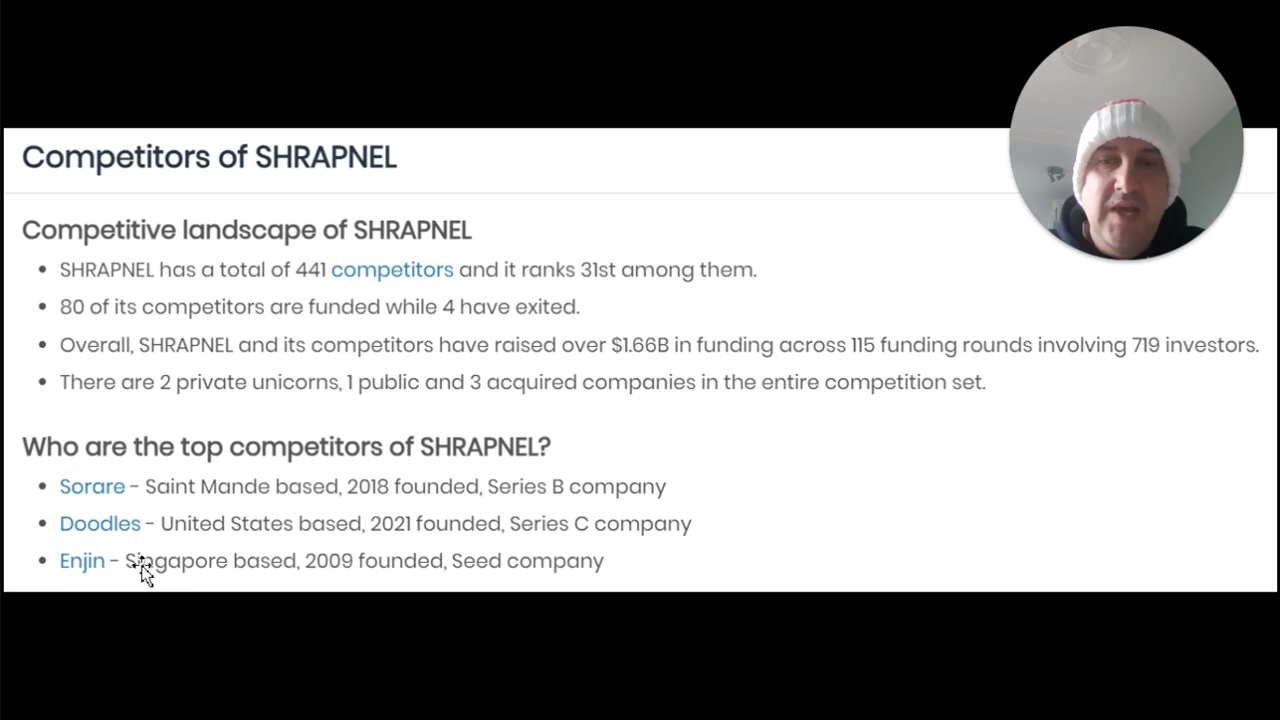 Competitors of SHRAPNEL
Competitive landscape of SHRAPNEL
• SHRAPNEL has a total of 441 competitors and it ranks 31st among them.
• 80 of its competitors are funded while 4 have exited.
• Overall, SHRAPNEL and its competitors have raised over $1.66B in funding across 115 funding rounds involving 719 investors.
• There are 2 private unicorns, 1 public and 3 acquired companies in the entire competition set.
Who are the top competitors of SHRAPNEL?
• Sorare - Saint Mande based, 2018 founded, Series B company
• Doodles - United States based, 2021 founded, Series C company
• Enjin - Singapore based, 2009 founded, Seed company